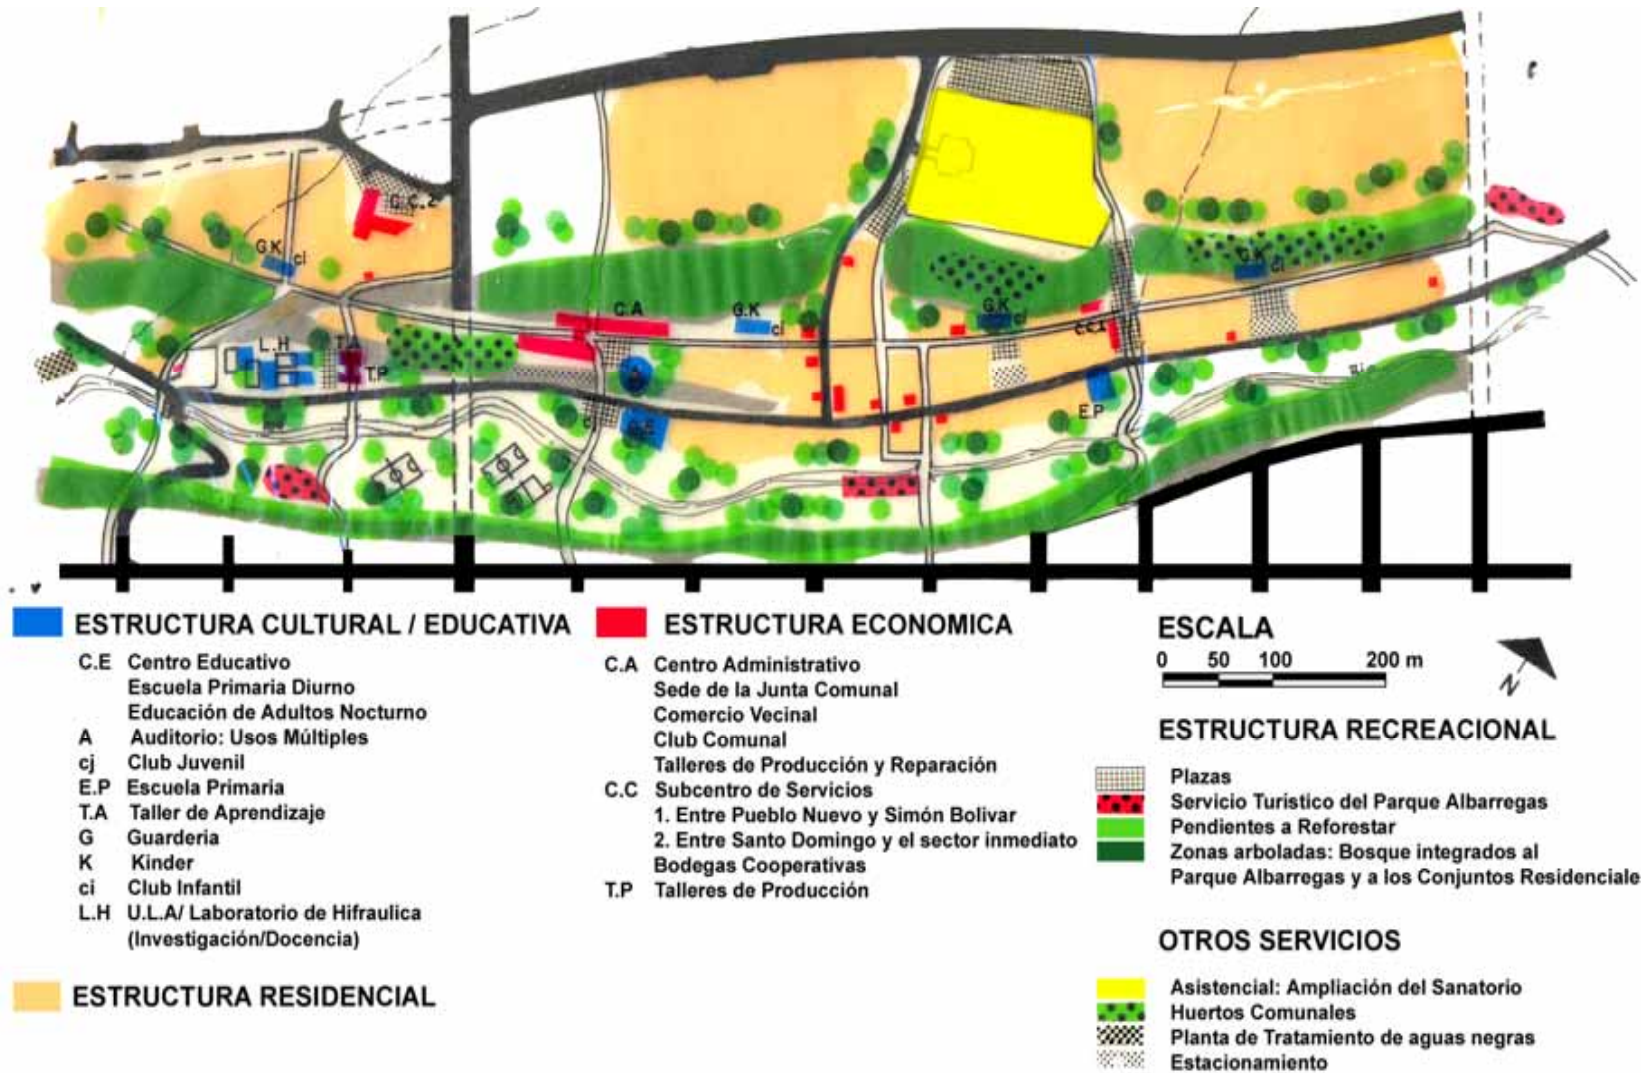 C.C.2
G.K
ci
C.A
G.K
ci
G.K
ci
G.K
ci
C.C.1
L.H
T.A
T.P
A
cj
C.E
E.P
Rio
ESTRUCTURA CULTURAL / EDUCATIVA
C.E Centro Educativo
Escuela Primaria Diurno
Educación de Adultos Nocturno
A Auditorio: Usos Múltiples
cj Club Juvenil
E.P Escuela Primaria
T.A Taller de Aprendizaje
G Guarderia
K Kinder
ci Club Infantil
L.H U.L.A/ Laboratorio de Hifraulica
(Investigación/Docencia)
ESTRUCTURA RESIDENCIAL
ESTRUCTURA ECONOMICA
C.A Centro Administrativo
Sede de la Junta Comunal
Comercio Vecinal
Club Comunal
Talleres de Producción y Reparación
C.C Subcentro de Servicios
1. Entre Pueblo Nuevo y Simón Bolivar
2. Entre Santo Domingo y el sector inmediato
Bodegas Cooperativas
T.P Talleres de Producción
ESCALA
0 50 100 200 m
N
ESTRUCTURA RECREACIONAL
Plazas
Servicio Turístico del Parque Albarregas
Pendientes a Reforestar
Zonas arboladas: Bosque integrados al
Parque Albarregas y a los Conjuntos Residenciale
OTROS SERVICIOS
Asistencial: Ampliación del Sanatorio
Huertos Comunales
Planta de Tratamiento de aguas negras
Estacionamiento